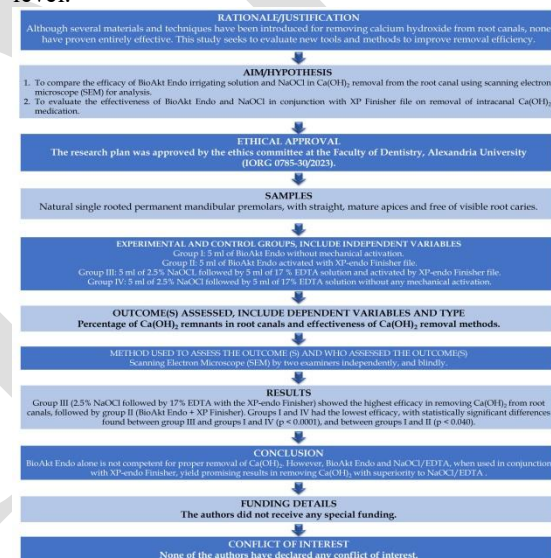 level.
RATIONALE/JUSTIFICATION
Although several materials and techniques have been introduced for removing calcium hydroxide from root canals, none
have proven entirely effective. This study seeks to evaluate new tools and methods to improve removal efficiency.
AIM/HYPOTHESIS
1. To compare the efficacy of BioAkt Endo irrigating solution and NaOCl in Ca(OH)2 removal from the root canal using scanning electron
microscope (SEM) for analysis.
2. To evaluate the effectiveness of BioAkt Endo and NaOCl in conjunction with XP Finisher file on removal of intracanal Ca(OH)2
medication.
ETHICAL APPROVAL
The research plan was approved by the ethics committee at the Faculty of Dentistry, Alexandria University
(IORG 0785-30/2023).
SAMPLES
Natural single rooted permanent mandibular premolars, with straight, mature apices and free of visible root caries.
EXPERIMENTAL AND CONTROL GROUPS, INCLUDE INDEPENDENT VARIABLES
Group I: 5 ml of BioAkt Endo without mechanical activation.
Group II: 5 ml of BioAkt Endo activated with XP-endo Finisher file.
Group III: 5 ml of 2.5% NaOCl, followed by 5 ml of 17 % EDTA solution and activated by XP-endo Finisher file.
Group IV: 5 ml of 2.5% NaOCl followed by 5 ml of 17% EDTA solution without any mechanical activation.
OUTCOME(S) ASSESSED, INCLUDE DEPENDENT VARIABLES AND TYPE
Percentage of Ca(OH)2 remnants in root canals and effectiveness of Ca(OH)2 removal methods.
METHOD USED TO ASSESS THE OUTCOME (S) AND WHO ASSESSED THE OUTCOME(S)
Scanning Electron Microscope (SEM) by two examiners independently, and blindly.
RESULTS
Group III (2.5% NaOCl followed by 17% EDTA with the XP-endo Finisher) showed the highest efficacy in removing Ca(OH)2 from root
canals, followed by group II (BioAkt Endo + XP Finisher). Groups I and IV had the lowest efficacy, with statistically significant differences
found between group III and groups I and IV (p < 0.0001), and between groups I and II (p < 0.040).
CONCLUSION
BioAkt Endo alone is not competent for proper removal of Ca(OH)2. However, BioAkt Endo and NaOCl/EDTA, when used in conjunction
with XP-endo Finisher, yield promising results in removing Ca(OH)2 with superiority to NaOCl/EDTA .
FUNDING DETAILS
The authors did not receive any special funding.
CONFLICT OF INTEREST
None of the authors have declared any conflict of interest.